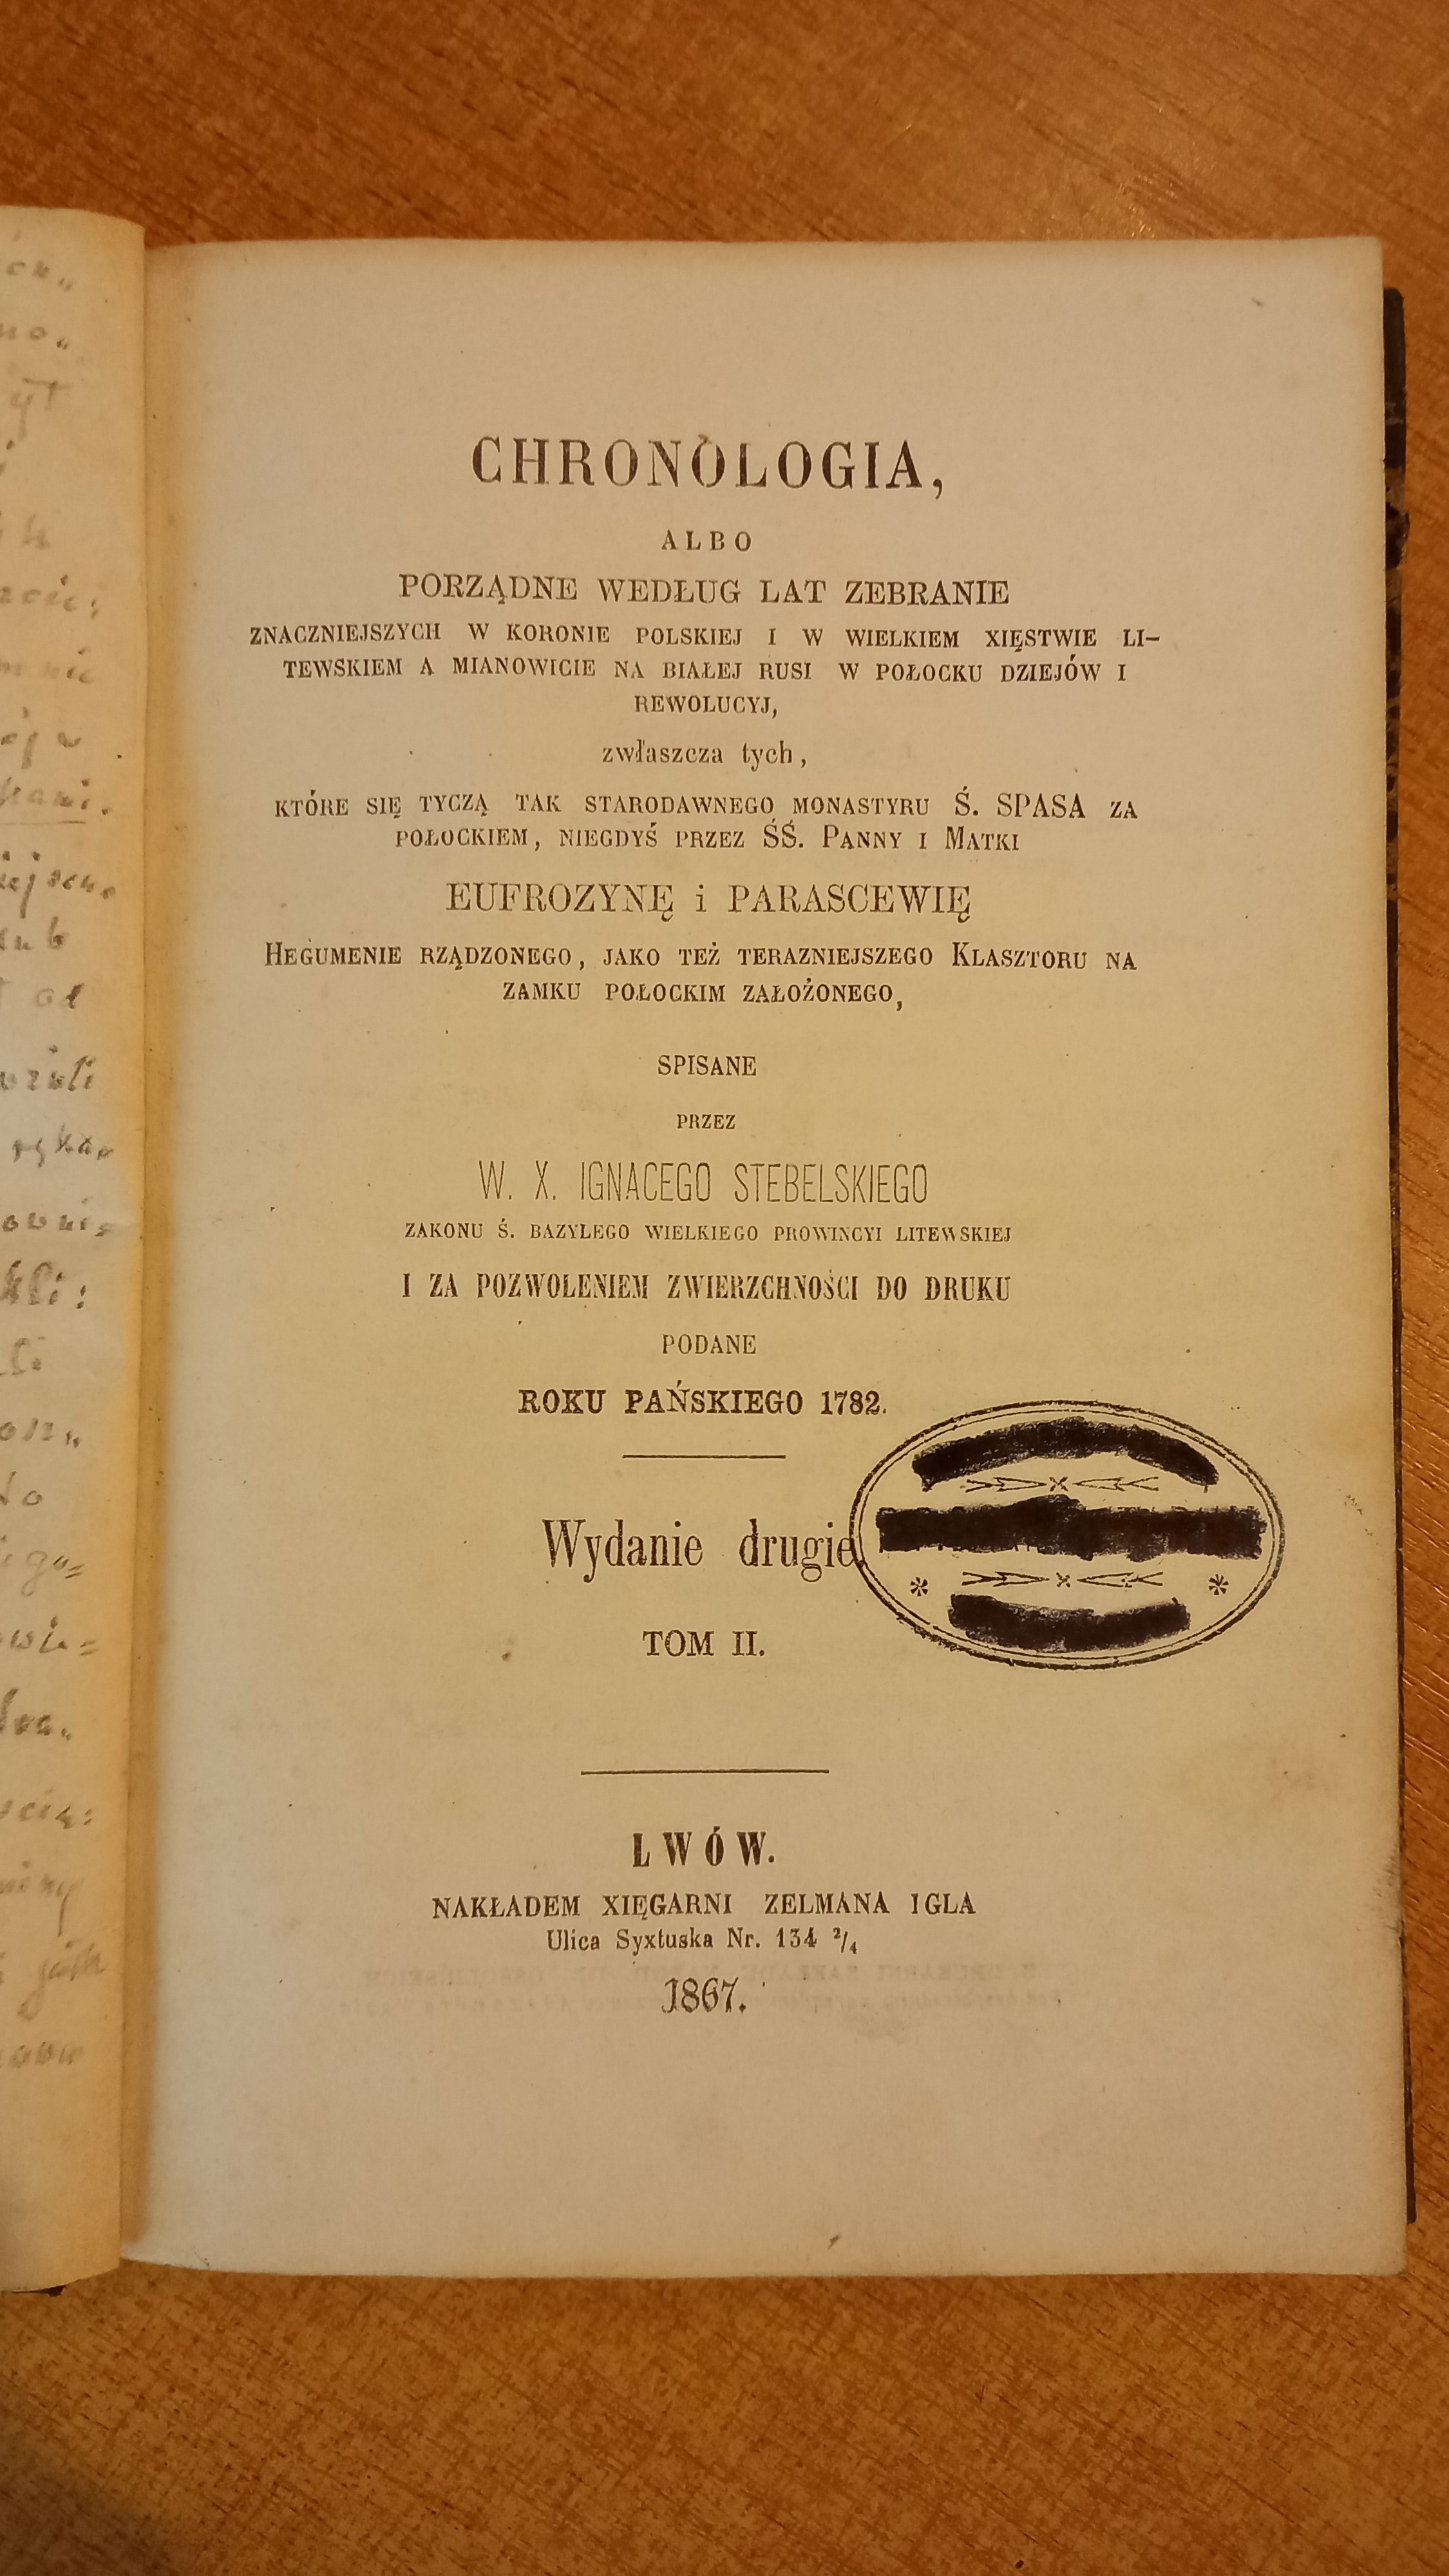 CHRONOLOGIA,
ALBO
PORZĄDNE WEDŁUG LAT ZEBRANIE
ZNACZNIEJSZYCH W KORONIE POLSKIEJ I W WIELKIEM XIĘSTWIE LI-
TEWSKIEM A MIANOWICIE NA BIAŁEJ RUSI W POŁOCKU DZIEJÓW I
REWOLUCYJ,
zwłaszcza tych,
KTÓRE SIĘ TYCZĄ TAK STARODAWNEGO MONASTYRU Ś. SPASA ZA
POŁOCKIEM, NIEGDYŚ PRZEZ ŚŚ. PANNY I MATKI
EUFROZYNĘ i PARASCEWIĘ
HEGUMENIE RZĄDZONEGO, JAKO TEŻ TERAZNIEJSZEGO KLASZTORU NA
ZAMKU POŁOCKIM ZAŁOŻONEGO,
SPISANE
PRZEZ
W. X. IGNACEGO STEBELSKIEGO
ZAKONU Ś. BAZYLEGO WIELKIEGO PROWINCYI LITEWSKIEJ
I ZA POZWOLENIEM ZWIERZCHNOŚCI DO DRUKU
PODANE
ROKU PAŃSKIEGO 1782.
Wydanie drugie
TOM II.
LWÓW.
NAKŁADEM XIĘGARNI ZELMANA IGLA
Ulica Syxtuska Nr. 134 2/4
1867.